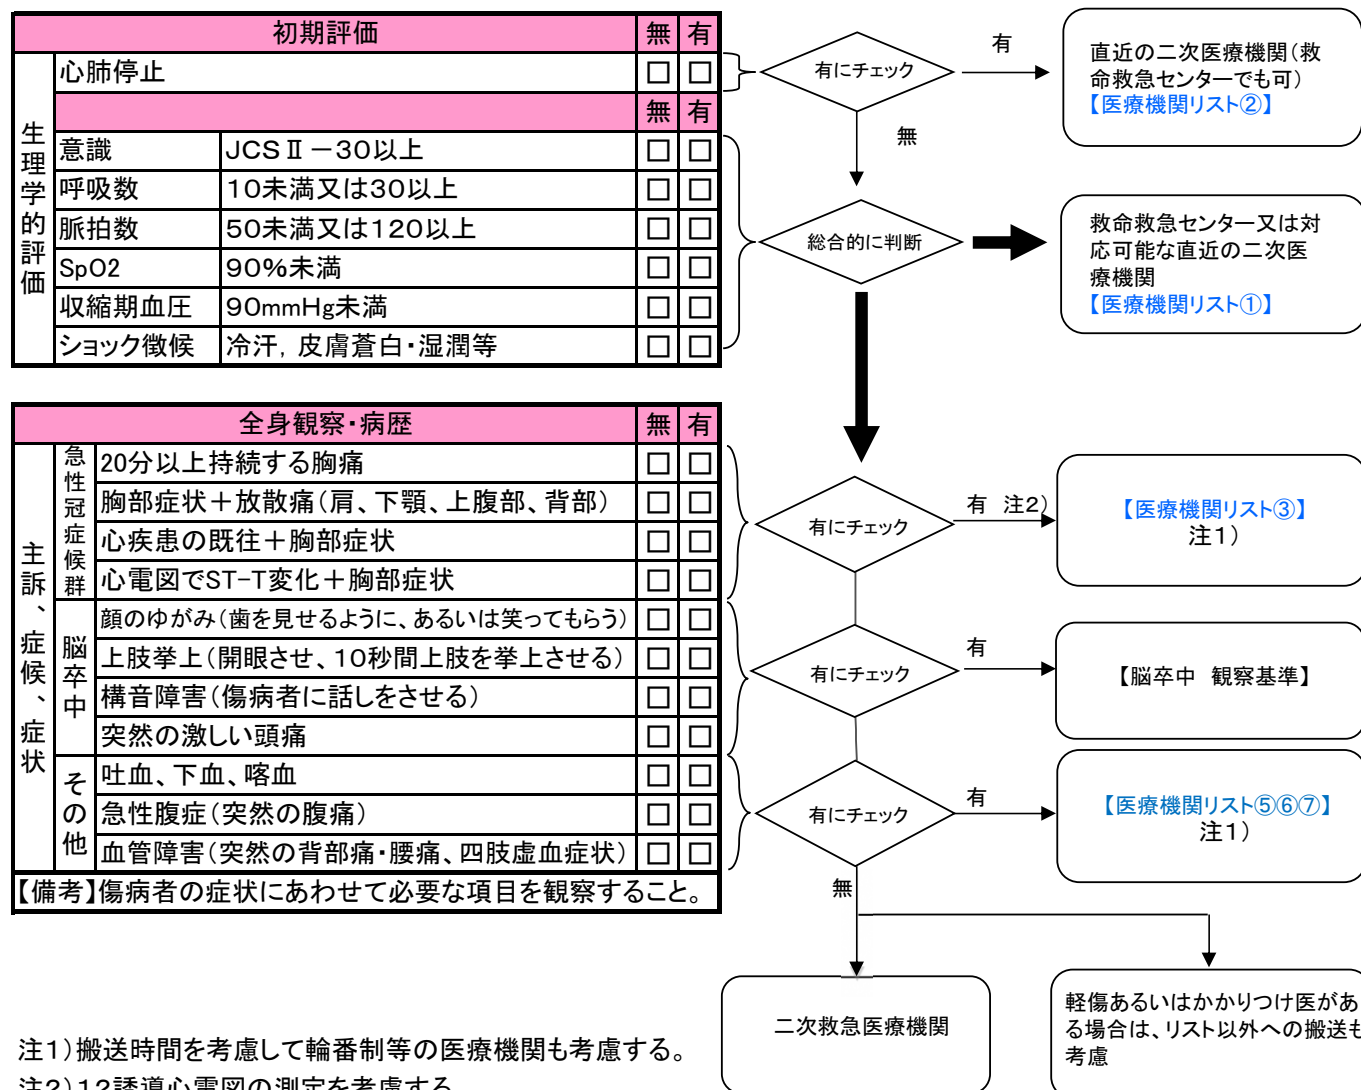 初期評価 無 有
生理学的評価
心肺停止 □ □
無 有
意識 JCSⅡ－30以上 □ □
呼吸数 10未満又は30以上 □ □
脈拍数 50未満又は120以上 □ □
SpO2 90%未満 □ □
収縮期血圧 90mmHg未満 □ □
ショック徴候 冷汗，皮膚蒼白・湿潤等 □ □
有にチェック
有
無
直近の二次医療機関（救
命救急センターでも可）
【医療機関リスト②】
総合的に判断
救命救急センター又は対
応可能な直近の二次医
療機関
【医療機関リスト①】
全身観察・病歴 無 有
主訴、症候、症状
急性冠症候群
20分以上持続する胸痛 □ □
胸部症状＋放散痛（肩、下顎、上腹部、背部） □ □
心疾患の既往＋胸部症状 □ □
心電図でST-T変化＋胸部症状 □ □
脳卒中
顔のゆがみ（歯を見せるように、あるいは笑ってもらう） □ □
上肢挙上（開眼させ、10秒間上肢を挙上させる） □ □
構音障害（傷病者に話しをさせる） □ □
突然の激しい頭痛 □ □
その他
吐血、下血、喀血 □ □
急性腹症（突然の腹痛） □ □
血管障害（突然の背部痛・腰痛、四肢虚血症状） □ □
【備考】傷病者の症状にあわせて必要な項目を観察すること。
有にチェック
有 注2）
【医療機関リスト③】
注1）
有にチェック
有
【脳卒中 観察基準】
有にチェック
有
【医療機関リスト⑤⑥⑦】
注1）
無
二次救急医療機関
軽傷あるいはかかりつけ医があ
る場合は、リスト以外への搬送も
考慮
注1）搬送時間を考慮して輪番制等の医療機関も考慮する。
注2）12誘導心電図の測定を考慮する